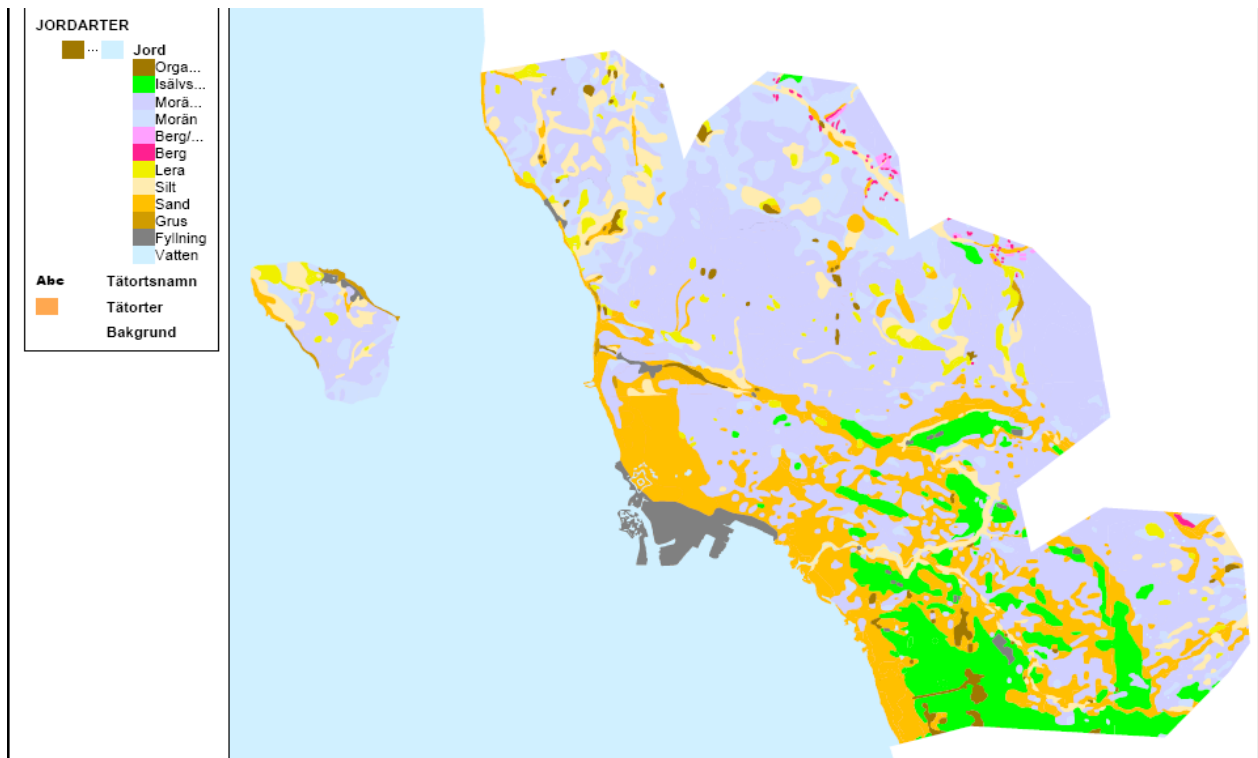 JORDARTER
... Jord
Orga...
Isälvs...
Morä...
Morän
Berg/...
Berg
Lera
Silt
Sand
Grus
Fyllning
Vatten
Abc Tätortsnamn
Tätorter
Bakgrund